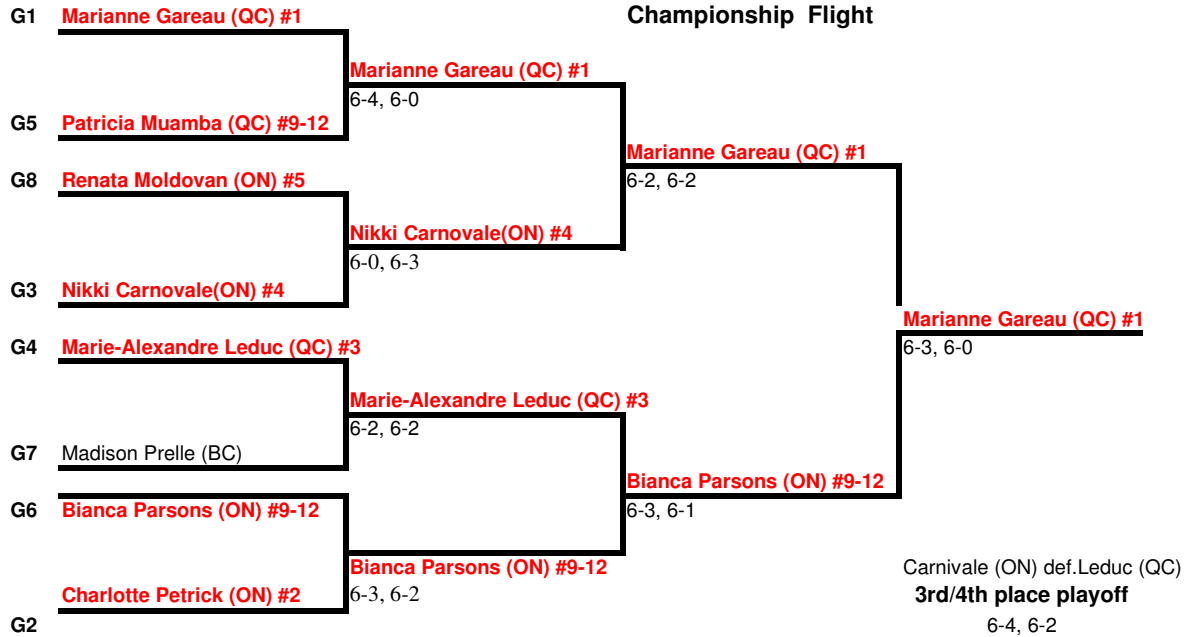 G1 Marianne Gareau (QC) #1
Championship Flight
Marianne Gareau (QC) #1
6-4, 6-0
G5 Patricia Muamba (QC) #9-12
Marianne Gareau (QC) #1
6-2, 6-2
G8 Renata Moldovan (ON) #5
Nikki Carnovale(ON) #4
6-0, 6-3
G3 Nikki Carnovale(ON) #4
Marianne Gareau (QC) #1
6-3, 6-0
G4 Marie-Alexandre Leduc (QC) #3
Marie-Alexandre Leduc (QC) #3
6-2, 6-2
G7 Madison Prelle (BC)
Bianca Parsons (ON) #9-12
6-3, 6-1
G6 Bianca Parsons (ON) #9-12
Bianca Parsons (ON) #9-12
6-3, 6-2
Charlotte Petrick (ON) #2
G2
Carnivale (ON) def.Leduc (QC)
3rd/4th place playoff
6-4, 6-2